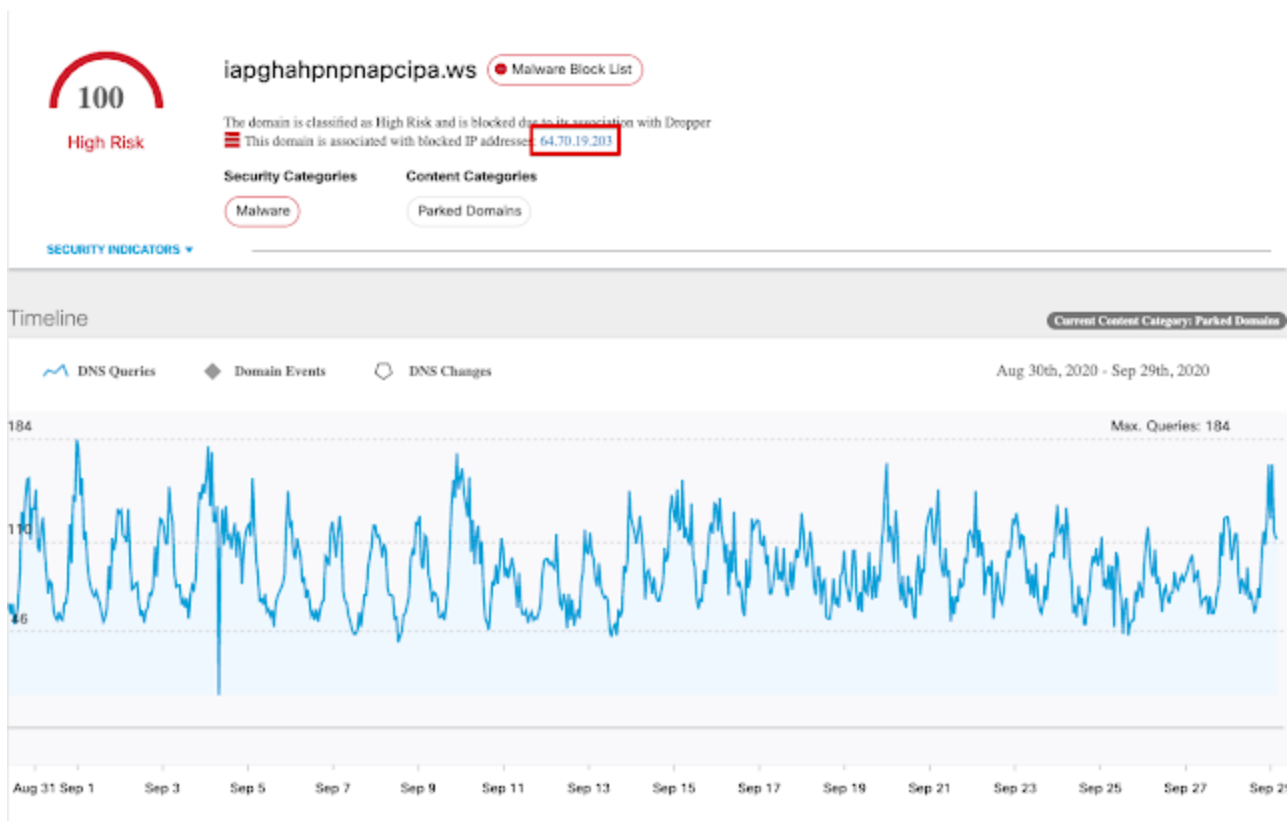 100
High Risk
iapghahpnpnapcipa.ws
Malware Block List
The domain is classified as High Risk and is blocked due to its association with Dropper
This domain is associated with blocked IP addresses: 64.70.19.203
Security Categories Content Categories
Malware Parked Domains
SECURITY INDICATORS
Timeline
Current Content Category: Parked Domains
DNS Queries Domain Events DNS Changes
Aug 30th, 2020 - Sep 29th, 2020
184
Max. Queries: 184
110
46
Aug 31 Sep 1 Sep 3 Sep 5 Sep 7 Sep 9 Sep 11 Sep 13 Sep 15 Sep 17 Sep 19 Sep 21 Sep 23 Sep 25 Sep 27 Sep